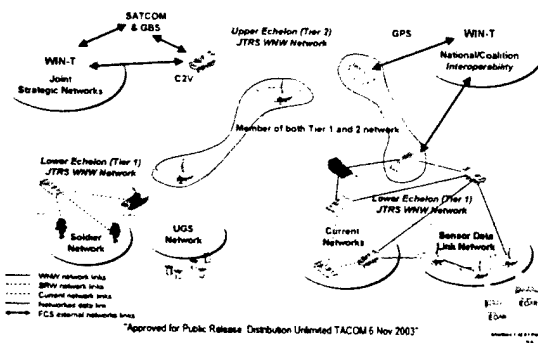 SATCOM
& GBS
Upper Echelon (Tier 2)
JTRS WNW Network
GPS
WIN-T
WIN-T
Joint
Strategic Networks
C2V
National/Coalition
Interoperability
Member of both Tier 1 and 2 network
Lower Echelon (Tier 1)
JTRS WNW Network
Lower Echelon (Tier 1)
JTRS WNW Network
Soldier
Network
UGS
Network
Current
Networks
Sensor Data
Link Network
WNW network links
SRW network links
Current network links
Networked data link
FCS external networks links
"Approved for Public Release Distribution Unlimited TACOM 6 Nov 2003"